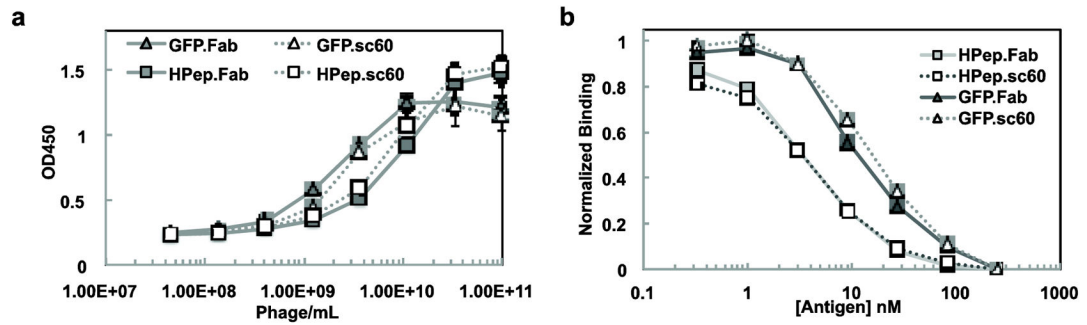 a
GFP.Fab GFP.sc60
HPep.Fab HPep.sc60
OD450
1.5
1
0.5
0
1.00E+07 1.00E+08 1.00E+09 1.00E+10 1.00E+11
Phage/mL
b
HPep.Fab
HPep.sc60
GFP.Fab
GFP.sc60
Normalized Binding
1
0.8
0.6
0.4
0.2
0
0.1 1 10 100 1000
[Antigen] nM